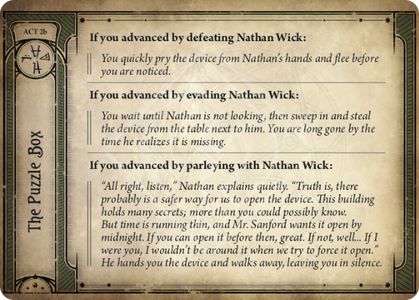 ACT 2b
The Puzzle Box
If you advanced by defeating Nathan Wick:
You quickly pry the device from Nathan's hands and flee before
you are noticed.
If you advanced by evading Nathan Wick:
You wait until Nathan is not looking, then sweep in and steal
the device from the table next to him. You are long gone by the
time he realizes it is missing.
If you advanced by parleying with Nathan Wick:
"All right, listen," Nathan explains quietly. "Truth is, there
probably is a safer way for us to open the device. This building
holds many secrets; more than you could possibly know.
But time is running thin, and Mr. Sanford wants it open by
midnight. If you can open it before then, great. If not, well... If I
were you, I wouldn't be around it when we try to force it open."
He hands you the device and walks away, leaving you in silence.